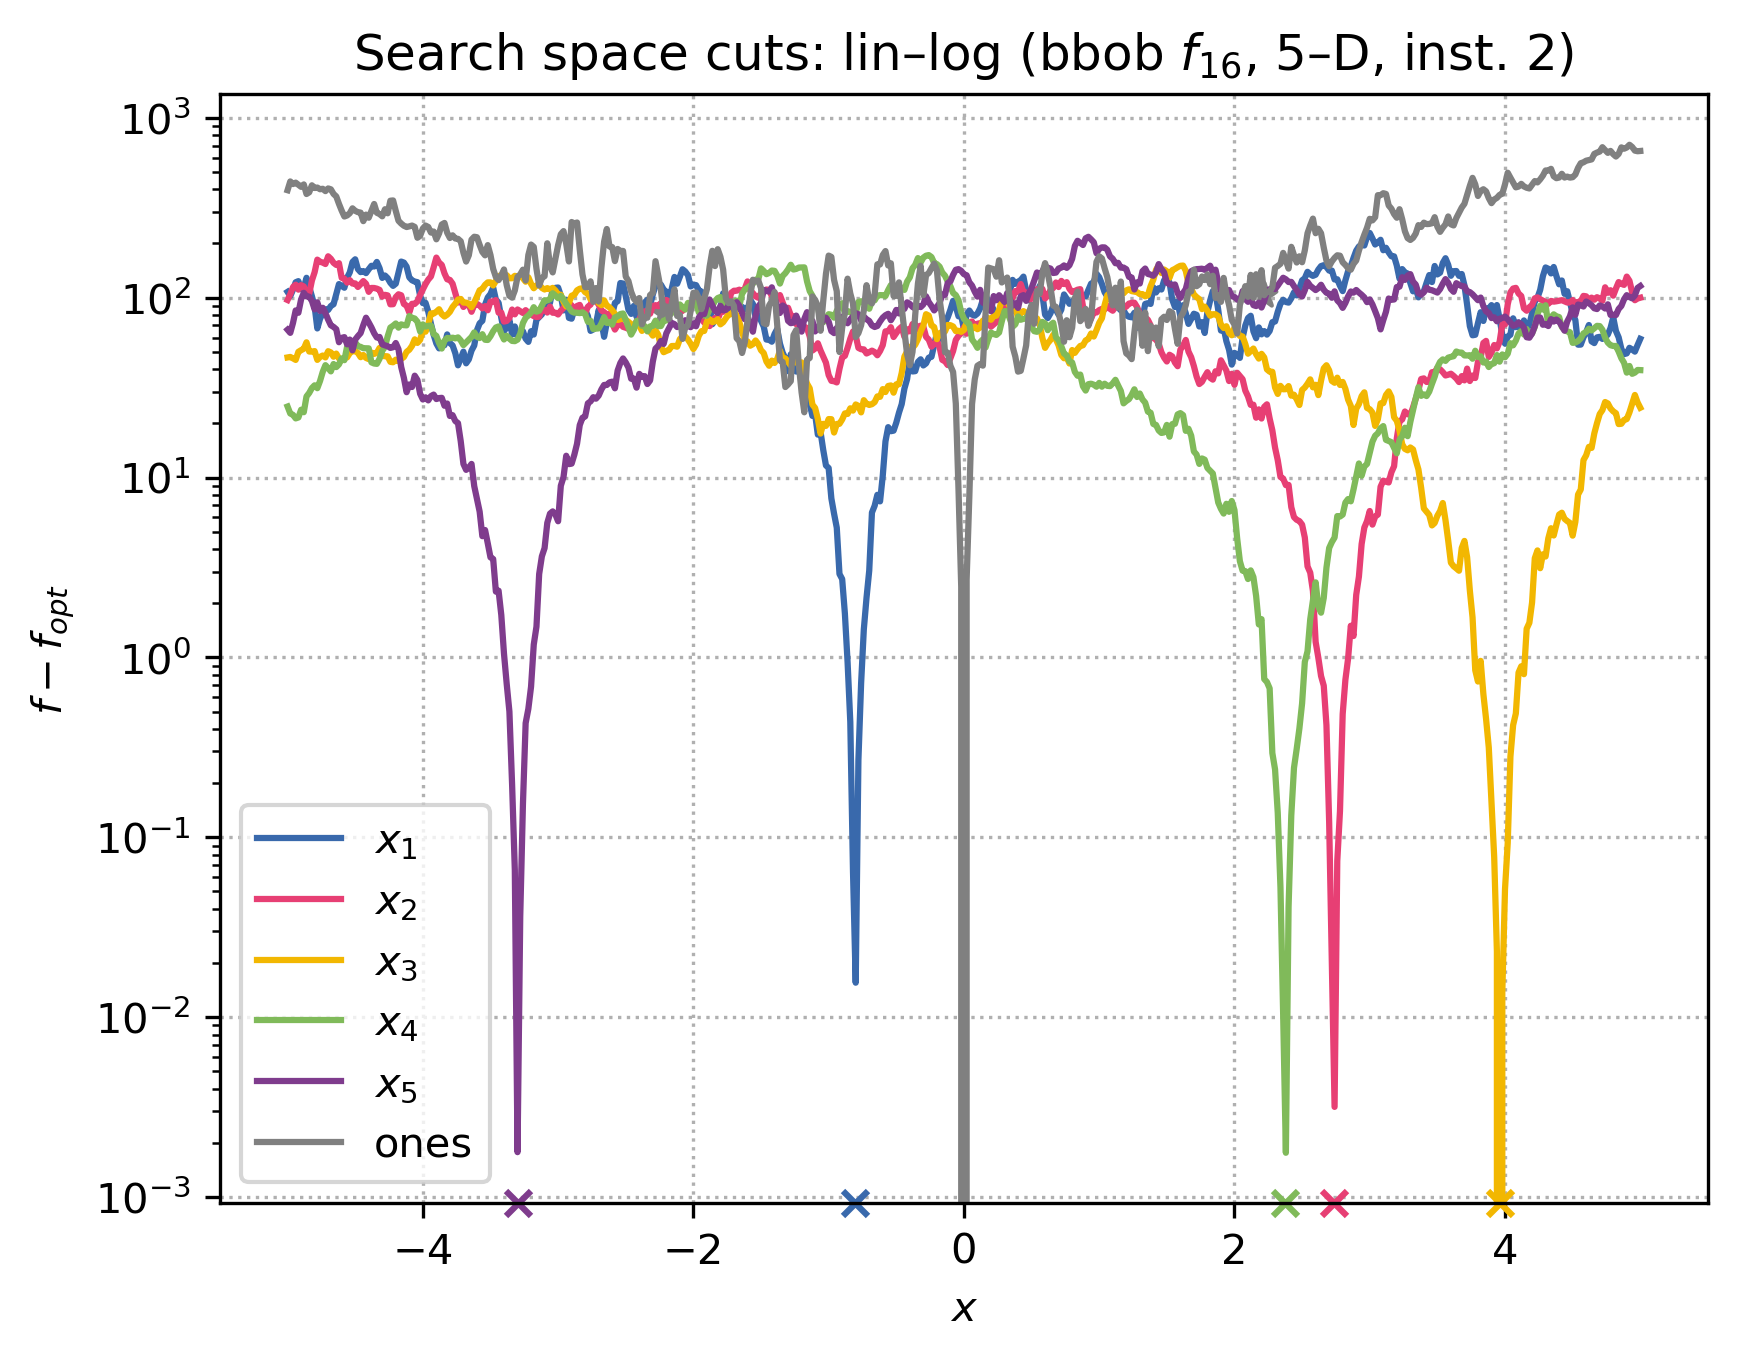 Search space cuts: lin–log (bbob f₁₆, 5–D, inst. 2)
10³
10²
10¹
10⁰
10⁻¹
10⁻²
10⁻³
f − fₒₚₜ
x₁
x₂
x₃
x₄
x₅
ones
−4 −2 0 2 4
x